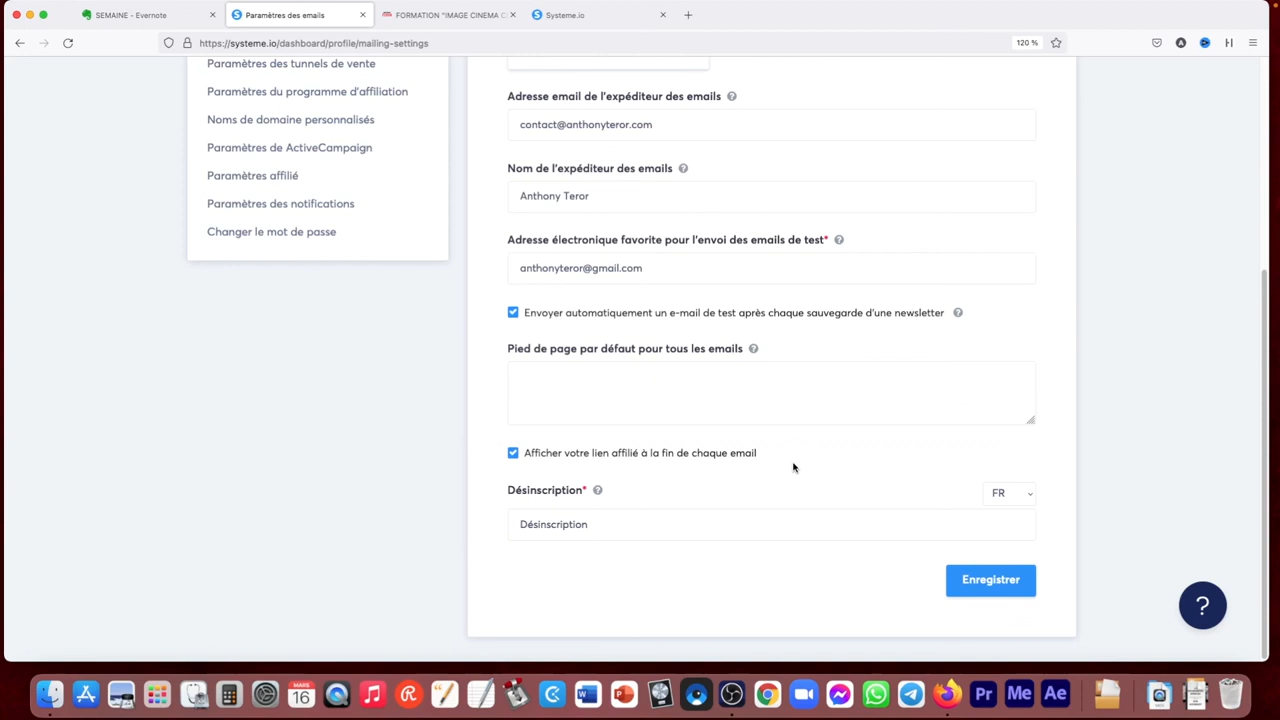 SEMAINE - Evernote
Paramètres des emails
FORMATION "IMAGE CINEMA
Systeme.io
https://systeme.io/dashboard/profile/mailing-settings
120 %
Paramètres des tunnels de vente
Paramètres du programme d'affiliation
Noms de domaine personnalisés
Paramètres de ActiveCampaign
Paramètres affilié
Paramètres des notifications
Changer le mot de passe
Adresse email de l'expéditeur des emails ?
contact@anthonyteror.com
Nom de l'expéditeur des emails ?
Anthony Teror
Adresse électronique favorite pour l'envoi des emails de test* ?
anthonyteror@gmail.com
Envoyer automatiquement un e-mail de test après chaque sauvegarde d'une newsletter ?
Pied de page par défaut pour tous les emails ?
Afficher votre lien affilié à la fin de chaque email
Désinscription* ?
FR
Désinscription
Enregistrer
?
MARS
16
W
P
Pr
Me
Ae